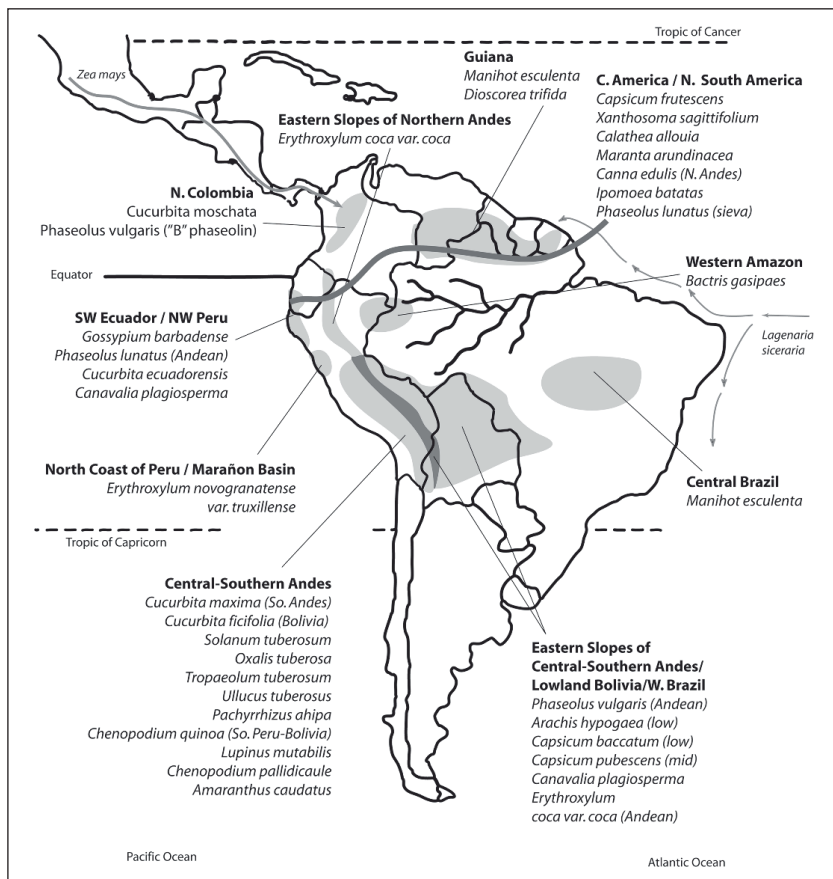 Tropic of Cancer
Zea mays
Guiana
Manihot esculenta
Dioscorea trifida
C. America / N. South America
Capsicum frutescens
Xanthosoma sagittifolium
Calathea allouia
Maranta arundinacea
Canna edulis (N. Andes)
Ipomoea batatas
Phaseolus lunatus (sieva)
Eastern Slopes of Northern Andes
Erythroxylum coca var. coca
N. Colombia
Cucurbita moschata
Phaseolus vulgaris ("B" phaseolin)
Equator
Western Amazon
Bactris gasipaes
SW Ecuador / NW Peru
Gossypium barbadense
Phaseolus lunatus (Andean)
Cucurbita ecuadorensis
Canavalia plagiosperma
Lagenaria
siceraria
North Coast of Peru / Marañon Basin
Erythroxylum novogranatense
var. truxillense
Central Brazil
Manihot esculenta
Tropic of Capricorn
Central-Southern Andes
Cucurbita maxima (So. Andes)
Cucurbita ficifolia (Bolivia)
Solanum tuberosum
Oxalis tuberosa
Tropaeolum tuberosum
Ullucus tuberosus
Pachyrrhizus ahipa
Chenopodium quinoa (So. Peru-Bolivia)
Lupinus mutabilis
Chenopodium pallidicaule
Amaranthus caudatus
Eastern Slopes of
Central-Southern Andes/
Lowland Bolivia/W. Brazil
Phaseolus vulgaris (Andean)
Arachis hypogaea (low)
Capsicum baccatum (low)
Capsicum pubescens (mid)
Canavalia plagiosperma
Erythroxylum
coca var. coca (Andean)
Pacific Ocean
Atlantic Ocean